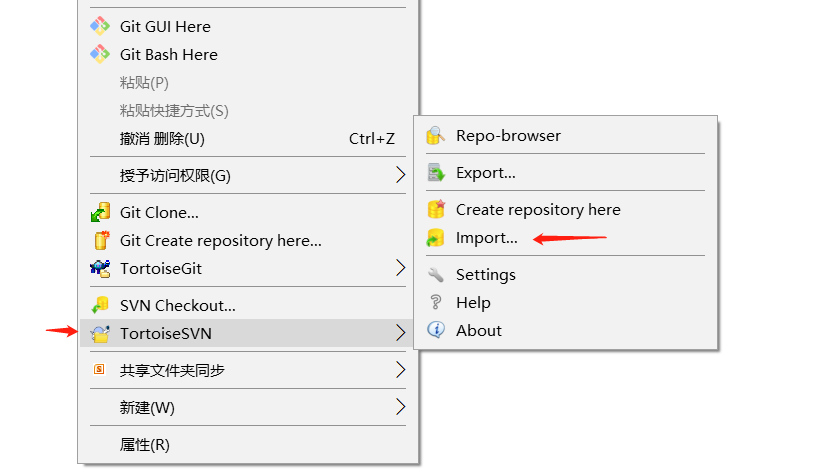 Git GUI Here
Git Bash Here
粘贴(P)
粘贴快捷方式(S)
撤消 删除(U) Ctrl+Z
授予访问权限(G)
Git Clone...
Git Create repository here...
TortoiseGit
SVN Checkout...
TortoiseSVN
共享文件夹同步
新建(W)
属性(R)
Repo-browser
Export...
Create repository here
Import...
Settings
Help
About